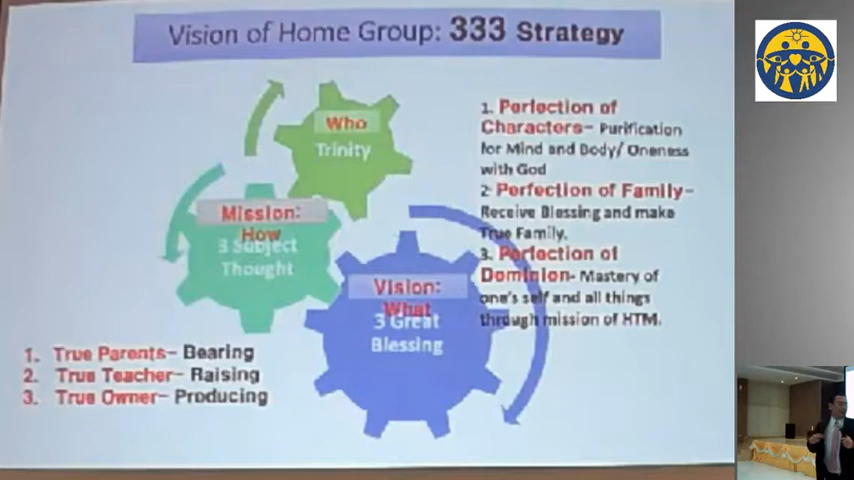 Vision of Home Group: 333 Strategy
Who
Trinity
Mission:
How
3 Subject
Thought
Vision:
What
3 Great
Blessing
1. Perfection of
Characters- Purification
for Mind and Body/ Oneness
with God
2. Perfection of Family-
Receive Blessing and make
True Family.
3. Perfection of
Dominion- Mastery of
one's self and all things
through mission of HTM.
1. True Parents- Bearing
2. True Teacher- Raising
3. True Owner- Producing